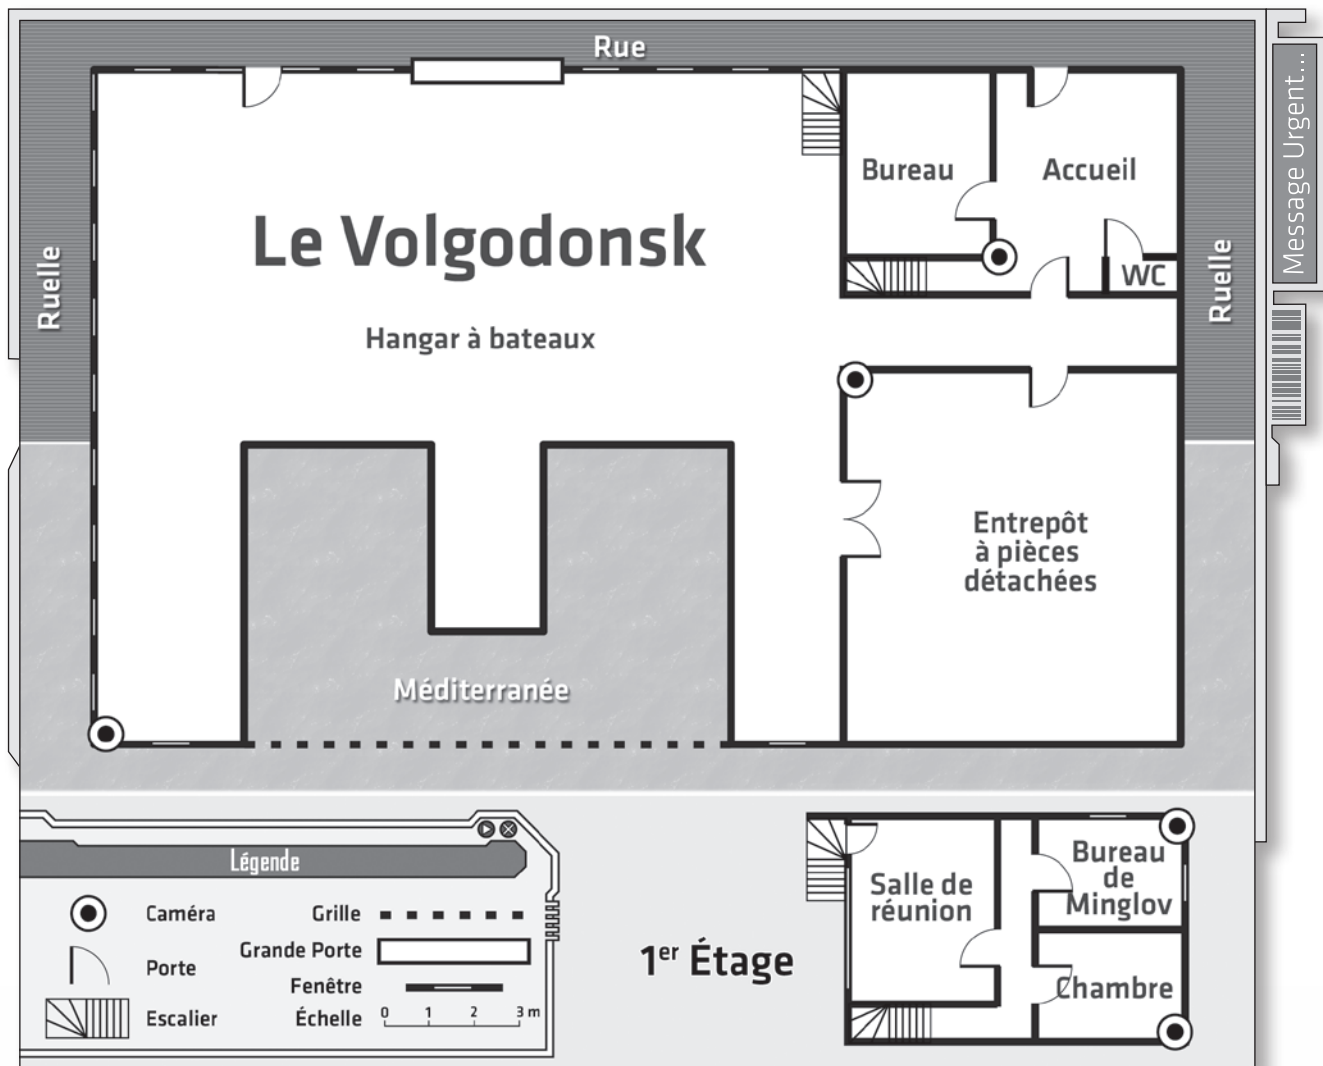 Rue
Message Urgent...
Bureau
Accueil
Le Volgodonsk
Ruelle
Ruelle
WC
Hangar à bateaux
Entrepôt
à pièces
détachées
Méditerranée
Légende
Caméra
Grille
Grande Porte
Porte
Fenêtre
Escalier
Échelle
0 1 2 3 m
1er Étage
Salle de
réunion
Bureau
de
Minglov
Chambre